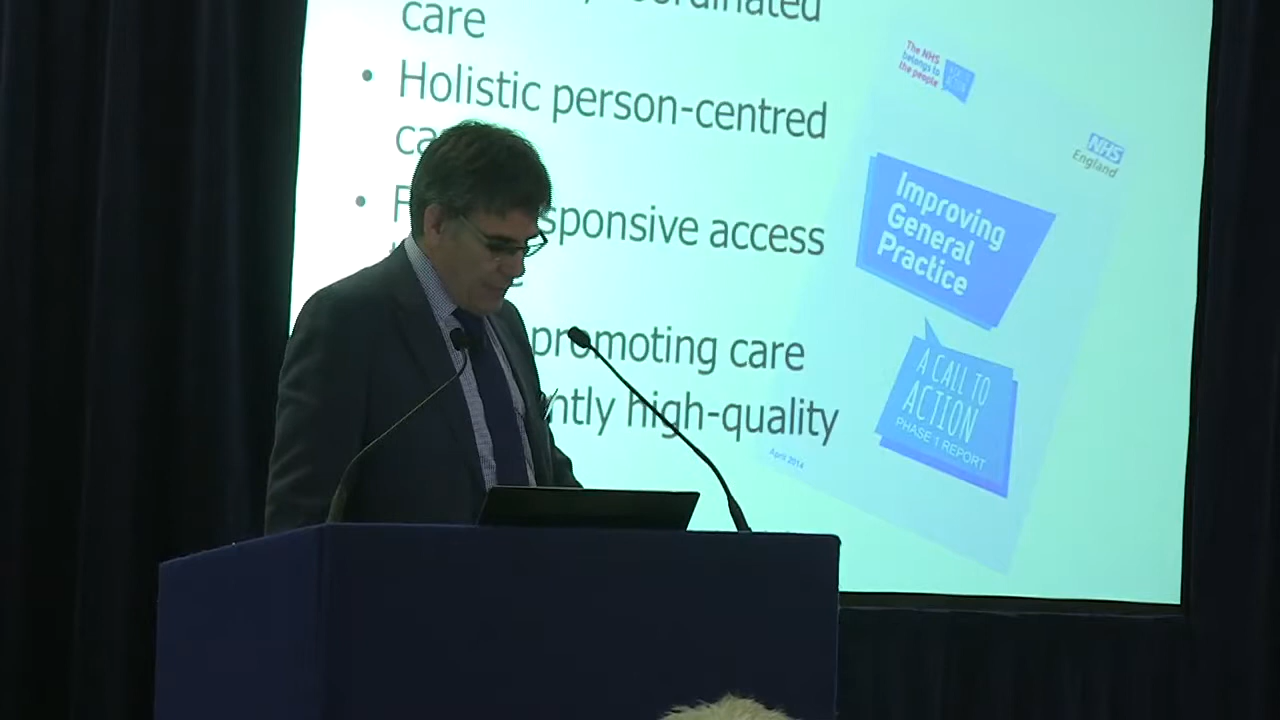 care
• Holistic person-centred
• F sponsive access
promoting care
ntly high-quality
The NHS
belongs to
the people
NHS
England
Improving
General
Practice
A CALL TO
ACTION
PHASE 1 REPORT
April 2014